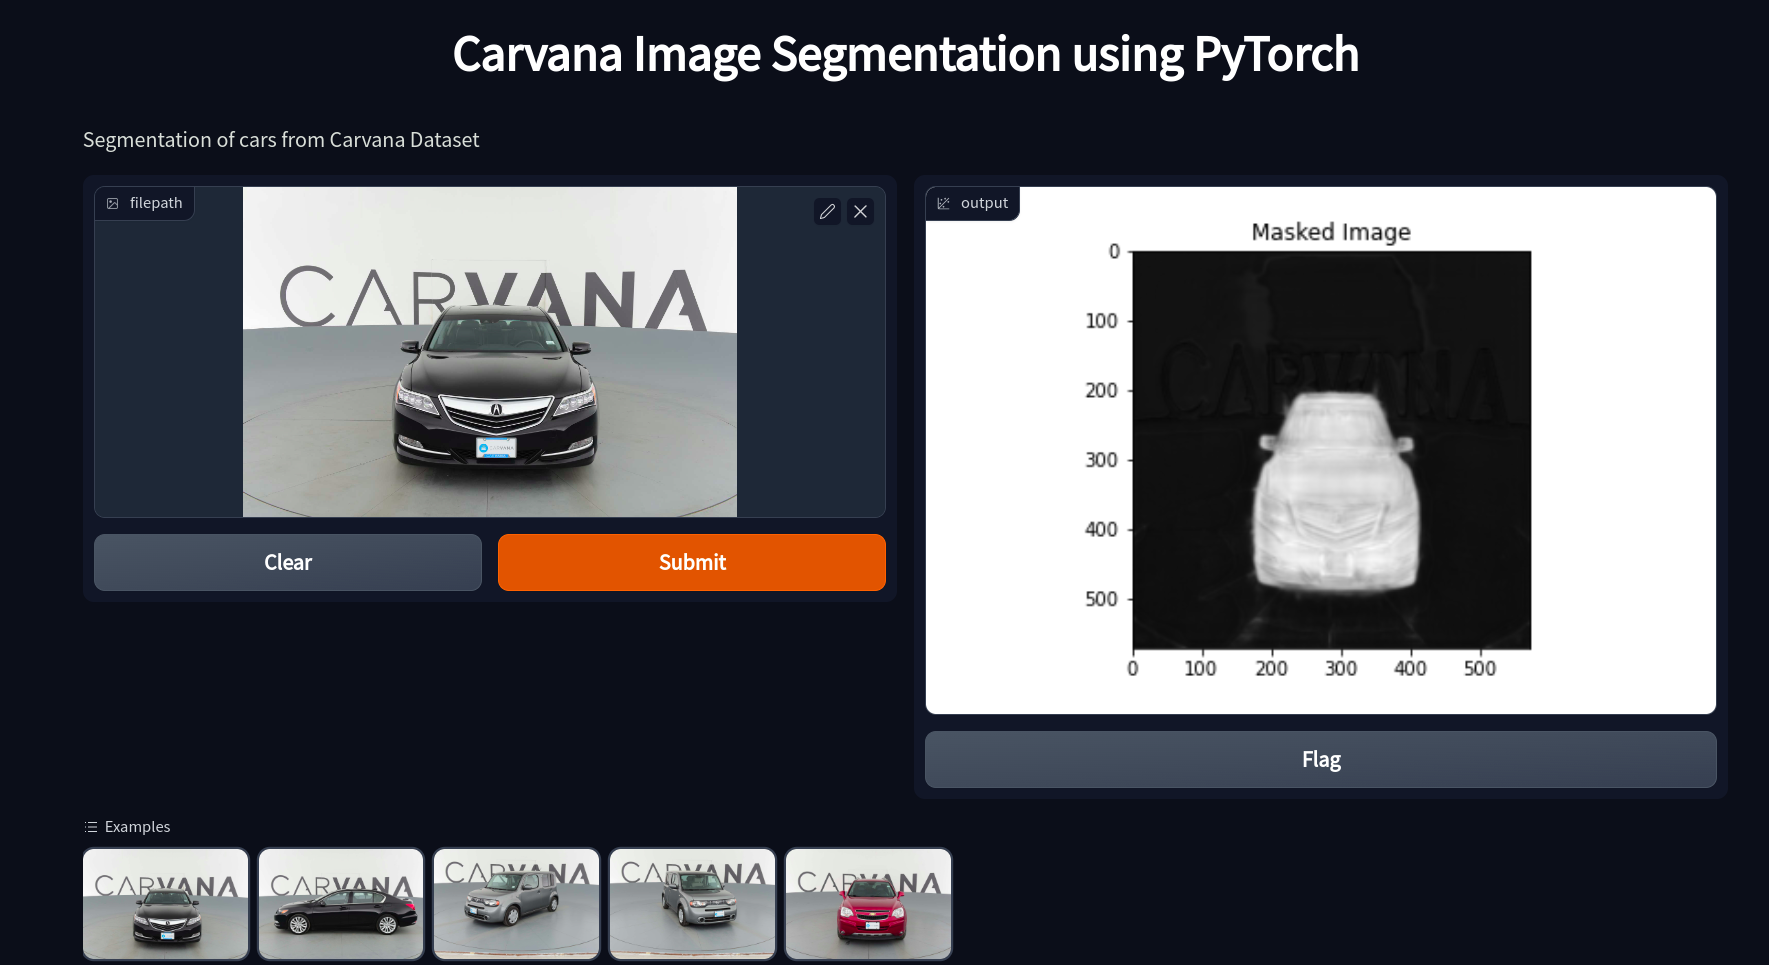 Carvana Image Segmentation using PyTorch
Segmentation of cars from Carvana Dataset
filepath
CARVANA
Clear
Submit
output
Masked Image
0
100
200
300
400
500
0 100 200 300 400 500
CARVANA
Flag
Examples
CARVANA
CARVANA
CARVANA
CARVANA
CARVANA